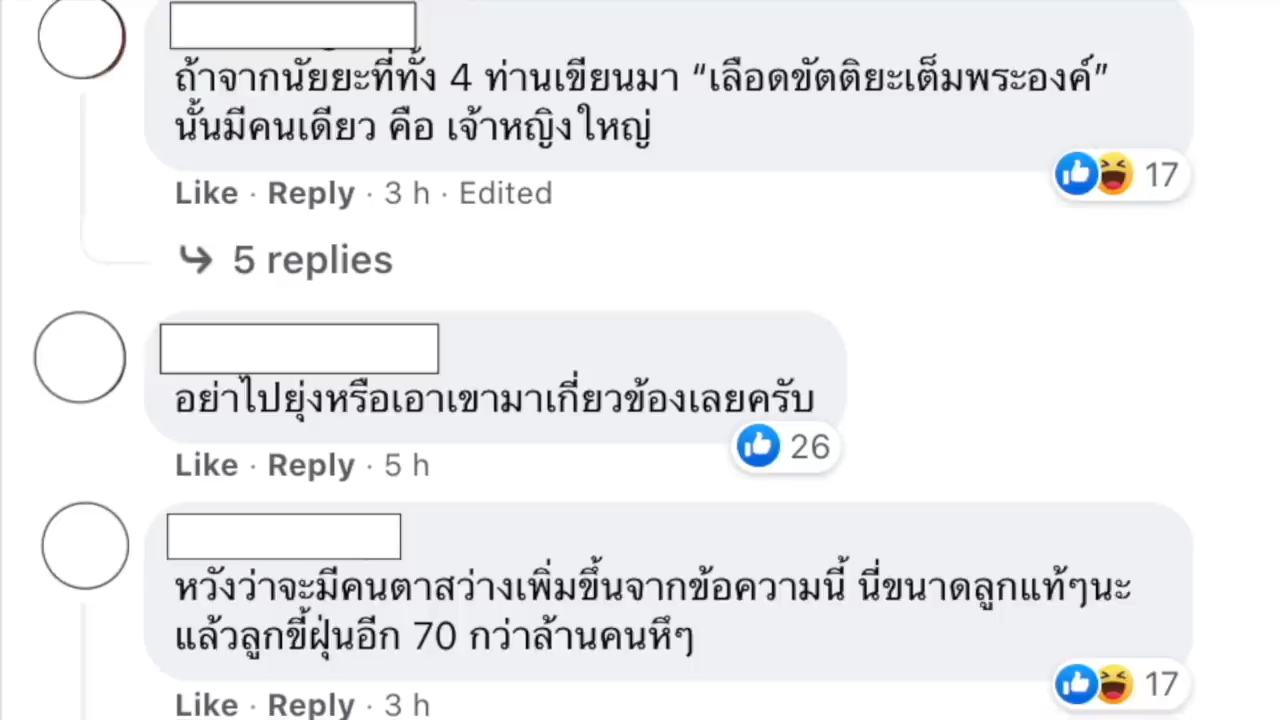 ถ้าจากนัยยะที่ทั้ง 4 ท่านเขียนมา “เลือดขัตติยะเต็มพระองค์”
นั้นมีคนเดียว คือ เจ้าหญิงใหญ่
17
Like · Reply · 3 h · Edited
5 replies
อย่าไปยุ่งหรือเอาเขามาเกี่ยวข้องเลยครับ
26
Like · Reply · 5 h
หวังว่าจะมีคนตาสว่างเพิ่มขึ้นจากข้อความนี้ นี่ขนาดลูกแท้ๆนะ
แล้วลูกขี้ฝุ่นอีก 70 กว่าล้านคนหึๆ
17
Like · Reply · 3 h